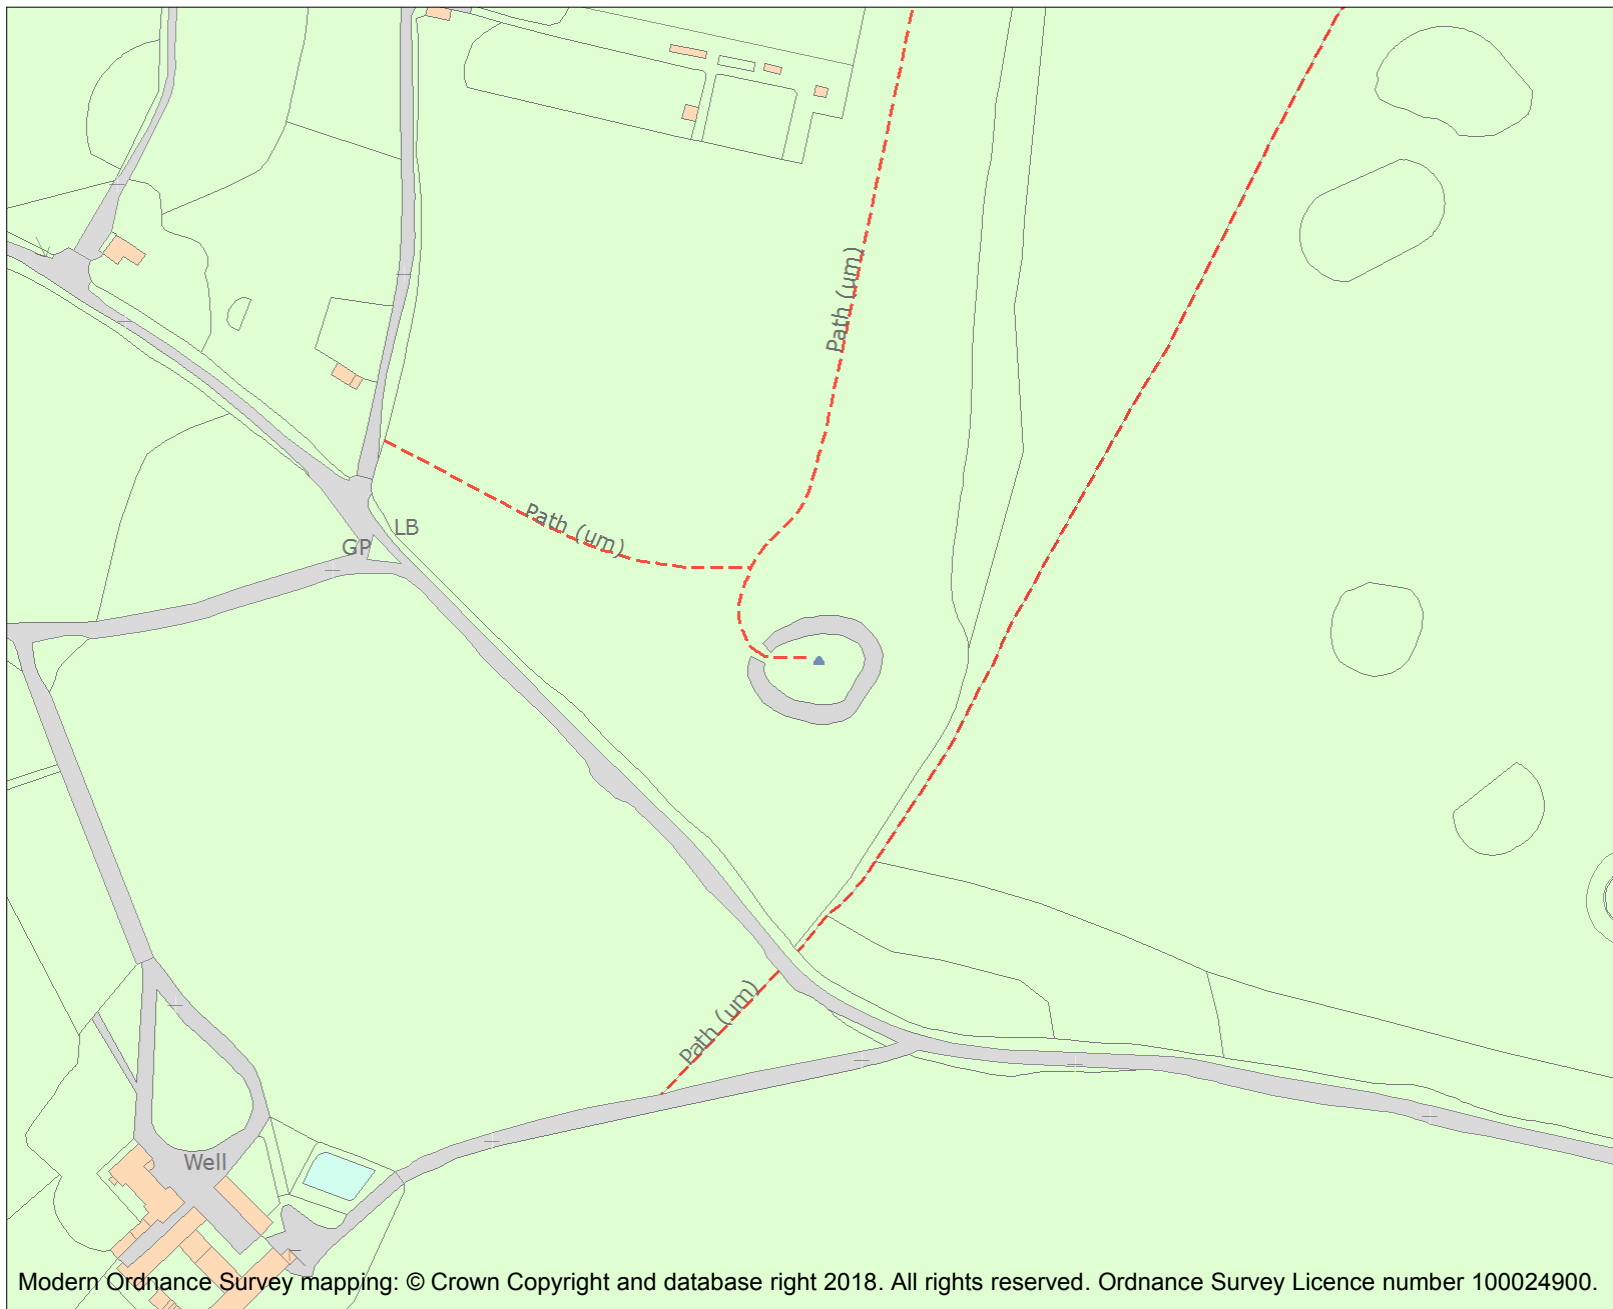 Path (um)
Path (um)
LB
GP
Path (um)
Well
Modern Ordnance Survey mapping: © Crown Copyright and database right 2018. All rights reserved. Ordnance Survey Licence number 100024900.